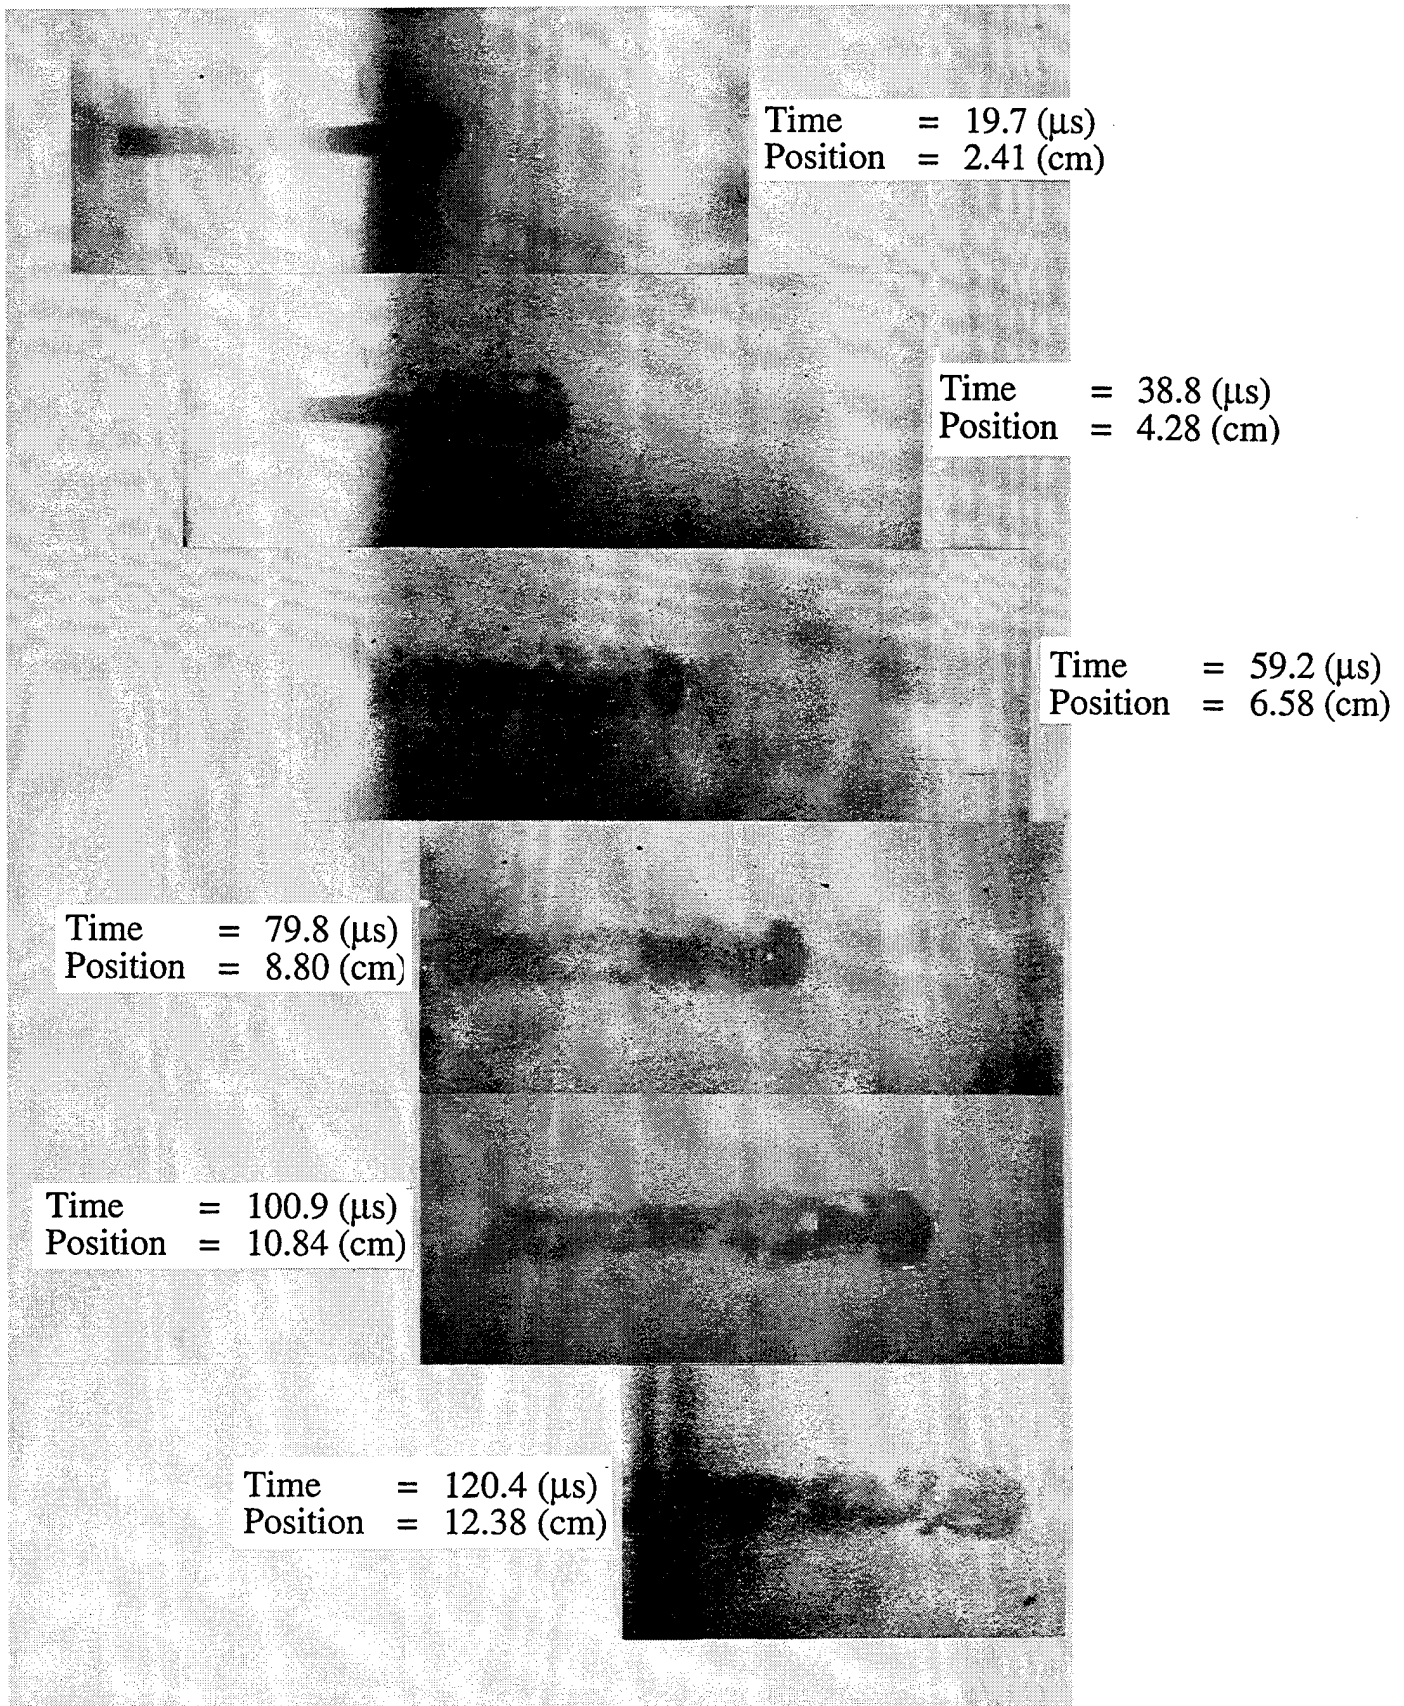 Time = 19.7 (μs)
Position = 2.41 (cm)
Time = 38.8 (μs)
Position = 4.28 (cm)
Time = 59.2 (μs)
Position = 6.58 (cm)
Time = 79.8 (μs)
Position = 8.80 (cm)
Time = 100.9 (μs)
Position = 10.84 (cm)
Time = 120.4 (μs)
Position = 12.38 (cm)